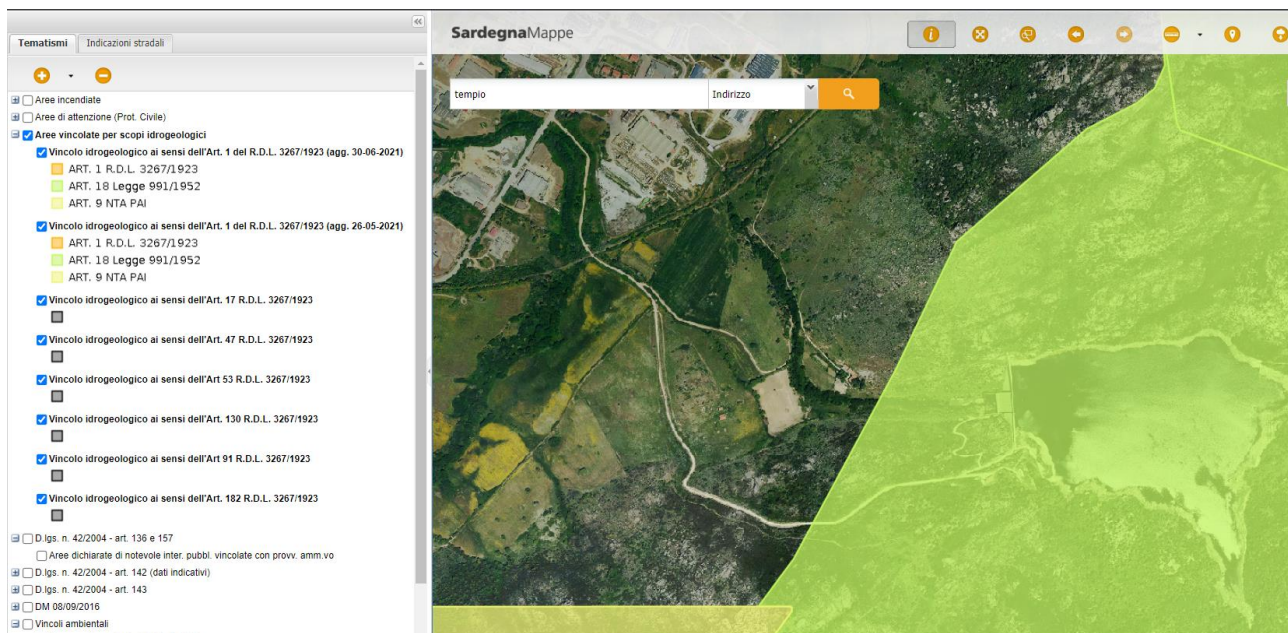 Tematismi
Indicazioni stradali
Aree incendiate
Aree di attenzione (Prot. Civile)
Aree vincolate per scopi idrogeologici
Vincolo idrogeologico ai sensi dell'Art. 1 del R.D.L. 3267/1923 (agg. 30-06-2021)
ART. 1 R.D.L. 3267/1923
ART. 18 Legge 991/1952
ART. 9 NTA PAI
Vincolo idrogeologico ai sensi dell'Art. 1 del R.D.L. 3267/1923 (agg. 26-05-2021)
ART. 1 R.D.L. 3267/1923
ART. 18 Legge 991/1952
ART. 9 NTA PAI
Vincolo idrogeologico ai sensi dell'Art. 17 R.D.L. 3267/1923
Vincolo idrogeologico ai sensi dell'Art. 47 R.D.L. 3267/1923
Vincolo idrogeologico ai sensi dell'Art 53 R.D.L. 3267/1923
Vincolo idrogeologico ai sensi dell'Art. 130 R.D.L. 3267/1923
Vincolo idrogeologico ai sensi dell'Art 91 R.D.L. 3267/1923
Vincolo idrogeologico ai sensi dell'Art. 182 R.D.L. 3267/1923
D.lgs. n. 42/2004 - art. 136 e 157
Aree dichiarate di notevole inter. pubbl. vincolate con provv. amm.vo
D.lgs. n. 42/2004 - art. 142 (dati indicativi)
D.lgs. n. 42/2004 - art. 143
DM 08/09/2016
Vincoli ambientali
SardegnaMappe
tempio
Indirizzo